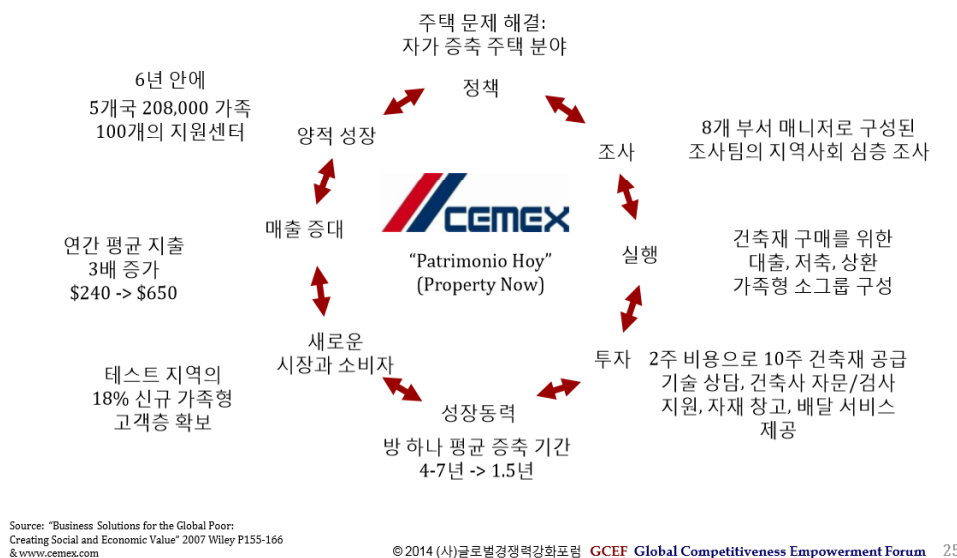 주택 문제 해결:
자가 증축 주택 분야
정책
6년 안에
5개국 208,000 가족
100개의 지원센터
양적 성장
조사
8개 부서 매니저로 구성된
조사팀의 지역사회 심층 조사
CEMEX
“Patrimonio Hoy”
(Property Now)
매출 증대
연간 평균 지출
3배 증가
$240 -> $650
실행
건축재 구매를 위한
대출, 저축, 상환
가족형 소그룹 구성
새로운
시장과 소비자
테스트 지역의
18% 신규 가족형
고객층 확보
투자
2주 비용으로 10주 건축재 공급
기술 상담, 건축사 자문/검사
지원, 자재 창고, 배달 서비스
제공
성장동력
방 하나 평균 증축 기간
4-7년 -> 1.5년
Source: “Business Solutions for the Global Poor:
Creating Social and Economic Value” 2007 Wiley P155-166
& www.cemex.com
© 2014 (사)글로벌경쟁력강화포럼 GCEF Global Competitiveness Empowerment Forum 25